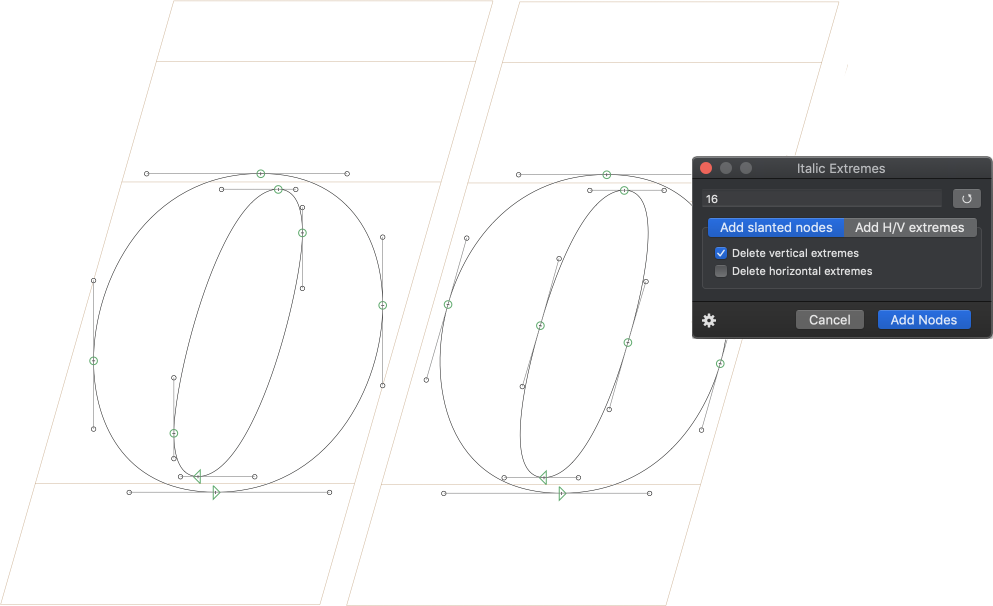 Italic Extremes
16
Add slanted nodes
Add H/V extremes
Delete vertical extremes
Delete horizontal extremes
Cancel
Add Nodes